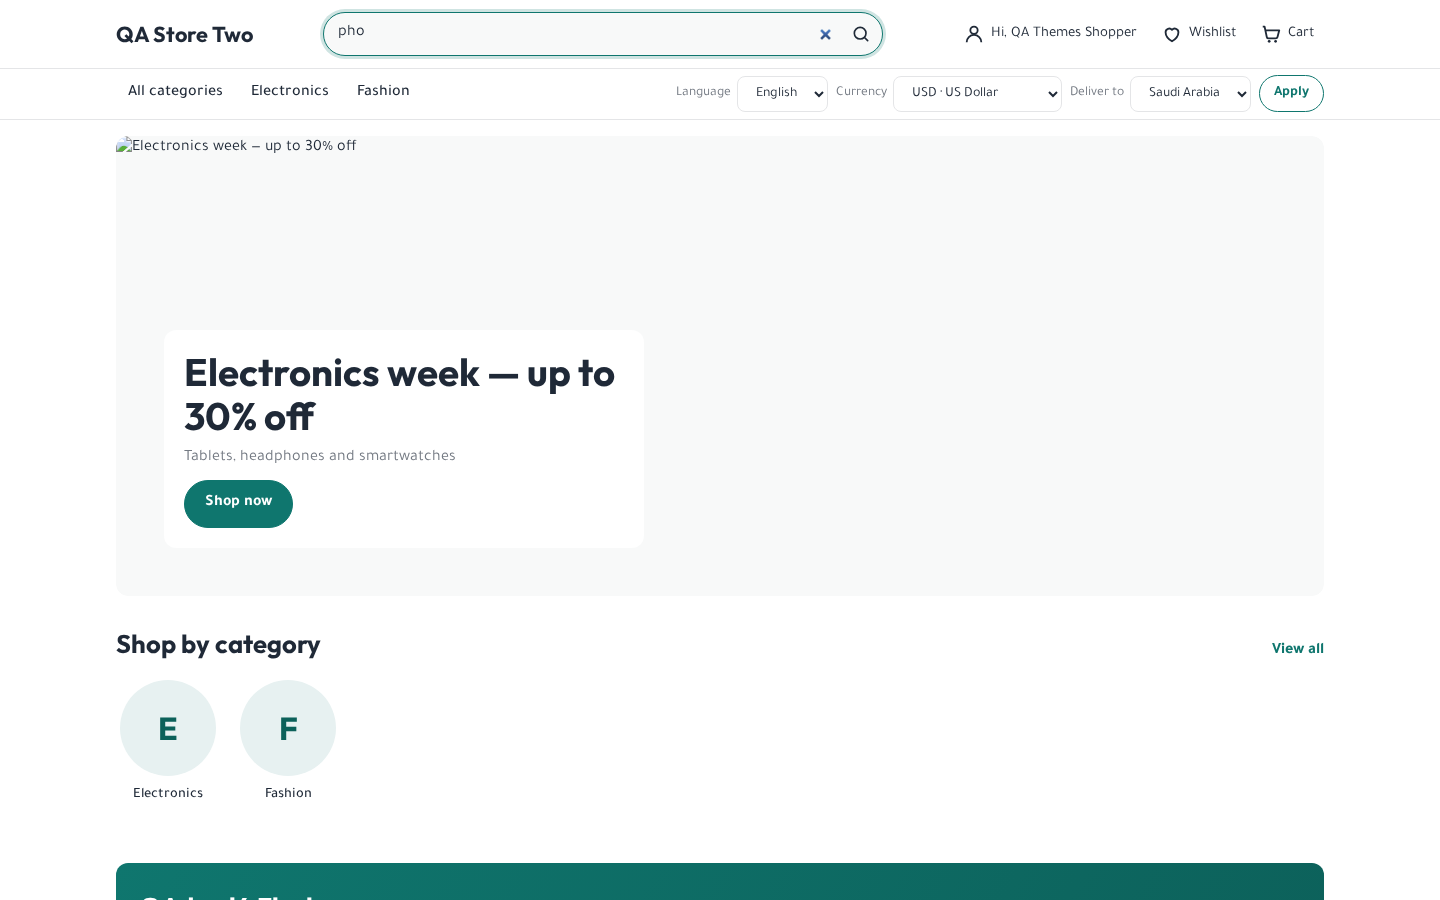 QA Store Two
pho
Hi, QA Themes Shopper
Wishlist
Cart
All categories
Electronics
Fashion
Language
English
Currency
USD · US Dollar
Deliver to
Saudi Arabia
Apply
Electronics week — up to 30% off
Electronics week — up to
30% off
Tablets, headphones and smartwatches
Shop now
Shop by category
View all
E
F
Electronics
Fashion